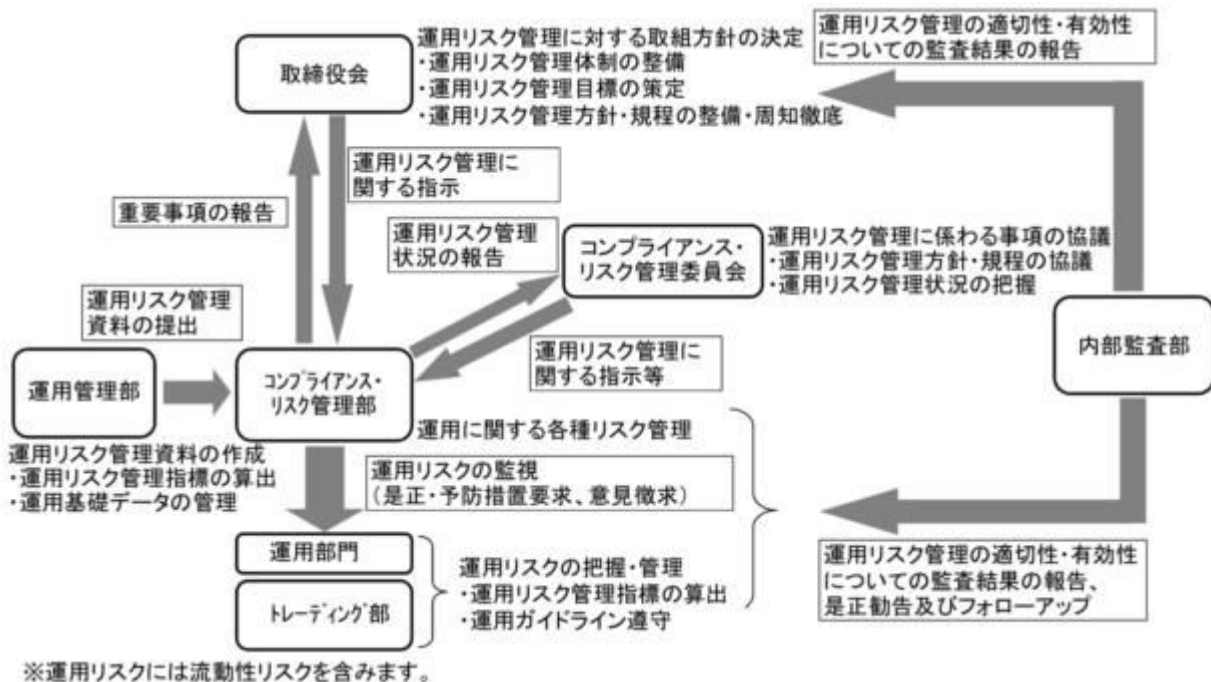 運用リスク管理に対する取組方針の決定
・運用リスク管理体制の整備
・運用リスク管理目標の策定
・運用リスク管理方針・規程の整備・周知徹底
取締役会
運用リスク管理の適切性・有効性
についての監査結果の報告
運用リスク管理に
関する指示
重要事項の報告
運用リスク管理
状況の報告
コンプライアンス・
リスク管理委員会
運用リスク管理に係わる事項の協議
・運用リスク管理方針・規程の協議
・運用リスク管理状況の把握
運用リスク管理
資料の提出
内部監査部
運用リスク管理に
関する指示等
運用管理部
コンプライアンス・
リスク管理部
運用に関する各種リスク管理
運用リスク管理資料の作成
・運用リスク管理指標の算出
・運用基礎データの管理
運用リスクの監視
(是正・予防措置要求、意見徴求)
運用部門
トレーディング部
運用リスクの把握・管理
・運用リスク管理指標の算出
・運用ガイドライン遵守
運用リスク管理の適切性・有効性
についての監査結果の報告、
是正勧告及びフォローアップ
※運用リスクには流動性リスクを含みます。